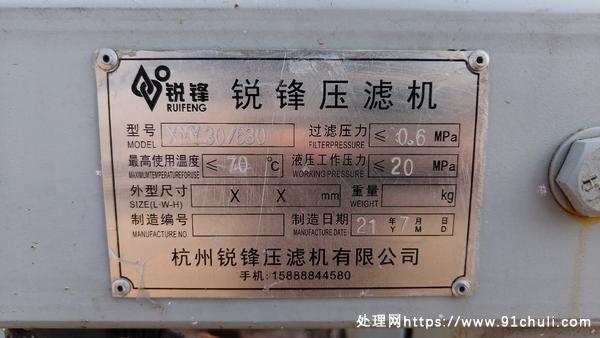 锐锋 锐锋压滤机
RUIFENG
型号 30/630 过滤压力 ≤ 0.6 MPa
MODEL FILTERPRESSURE
最高使用温度 ≤ 70 ℃ 液压工作压力 ≤ 20 MPa
MAXIMUMTEMPERATUREFORUSE WORKING PRESSURE
外型尺寸 X X mm 重量 kg
SIZE(L·W·H) WEIGHT
制造编号 制造日期 21 年 7 月 日
MANUFACTURE NO. MANUFACTURE DATE Y M D
杭州锐锋压滤机有限公司
手机:15888844580
处理网https://www.91chuli.com/